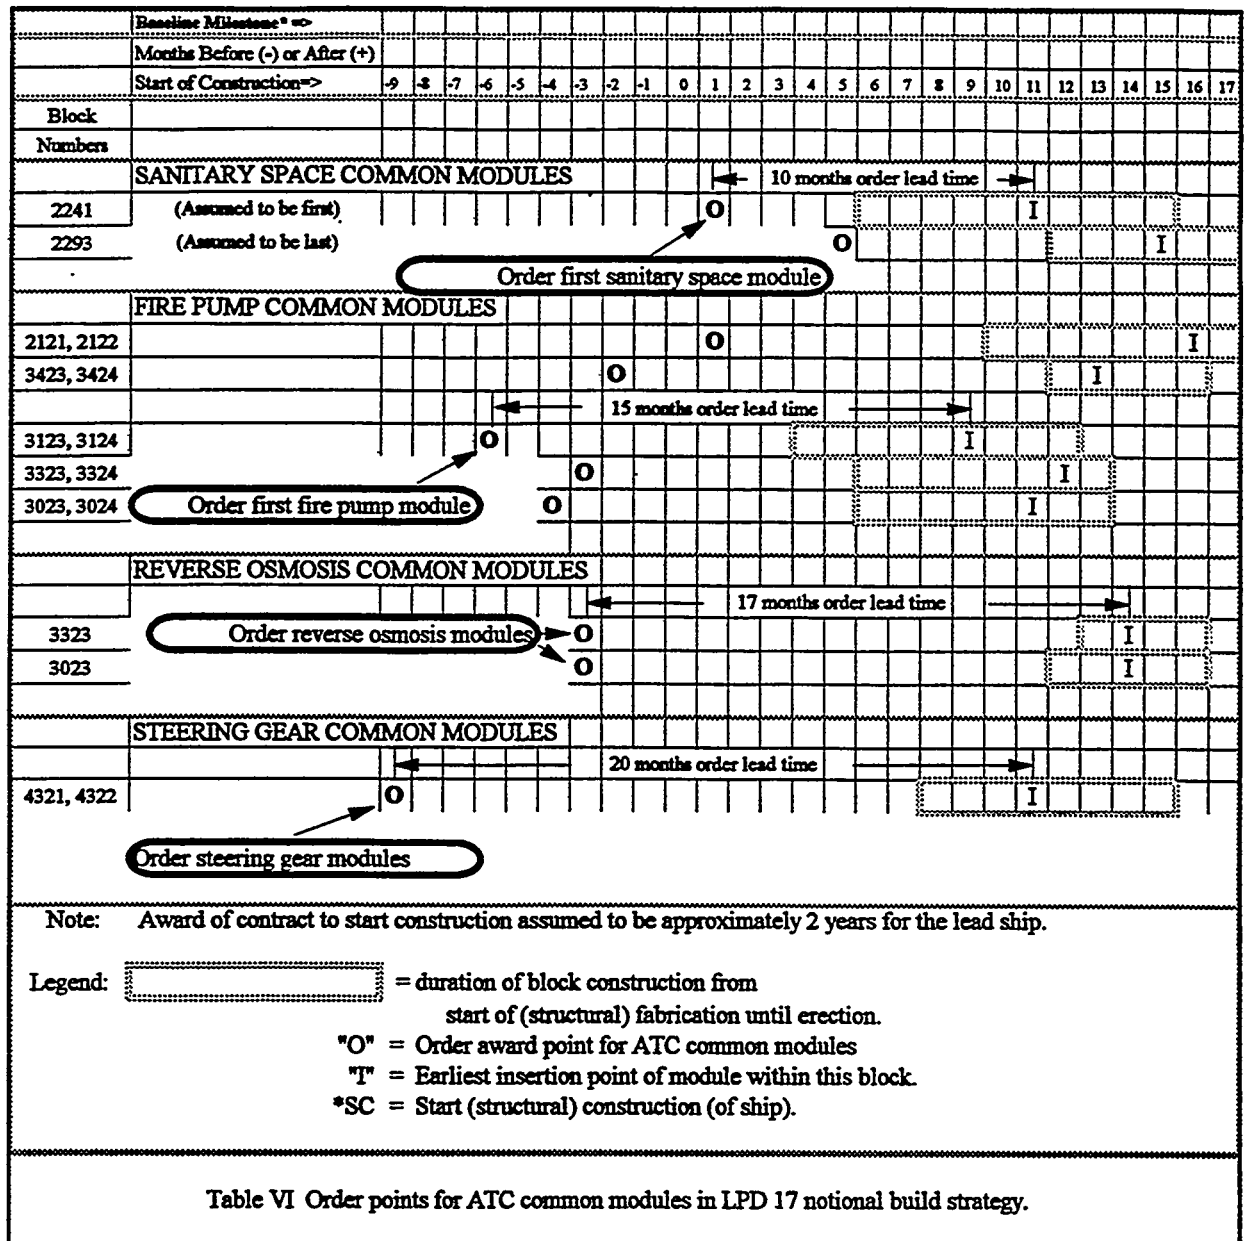 Baseline Milestone* =>
Months Before (-) or After (+)
Start of Construction=> -9 -8 -7 -6 -5 -4 -3 -2 -1 0 1 2 3 4 5 6 7 8 9 10 11 12 13 14 15 16 17
Block
Numbers
SANITARY SPACE COMMON MODULES 10 months order lead time
2241 (Assumed to be first) O I
2293 (Assumed to be last) O I
Order first sanitary space module
FIRE PUMP COMMON MODULES
2121, 2122 O I
3423, 3424 O I
15 months order lead time
3123, 3124 O I
3323, 3324 O I
3023, 3024 Order first fire pump module O I
REVERSE OSMOSIS COMMON MODULES
17 months order lead time
3323 Order reverse osmosis modules O I
3023 O I
STEERING GEAR COMMON MODULES
20 months order lead time
4321, 4322 O I
Order steering gear modules
Note: Award of contract to start construction assumed to be approximately 2 years for the lead ship.
Legend: = duration of block construction from
start of (structural) fabrication until erection.
"O" = Order award point for ATC common modules
"I" = Earliest insertion point of module within this block.
*SC = Start (structural) construction (of ship).
Table VI Order points for ATC common modules in LPD 17 notional build strategy.